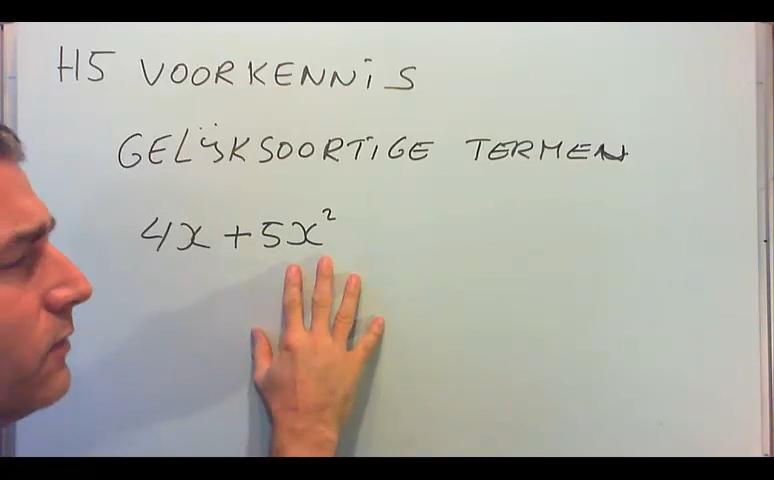 H5 VOORKENNIS
GELIJKSOORTIGE TERMEN
4x + 5x²